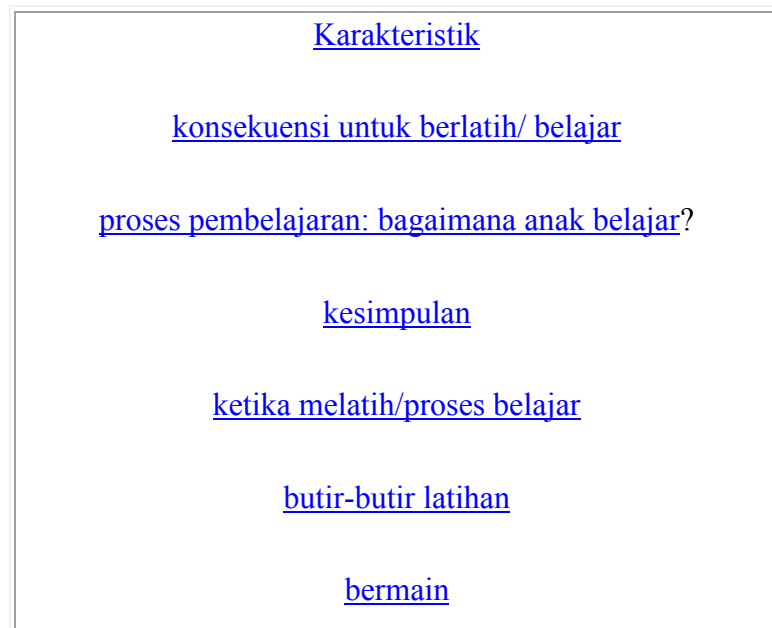 Karakteristik
konsekuensi untuk berlatih/ belajar
proses pembelajaran: bagaimana anak belajar?
kesimpulan
ketika melatih/proses belajar
butir-butir latihan
bermain